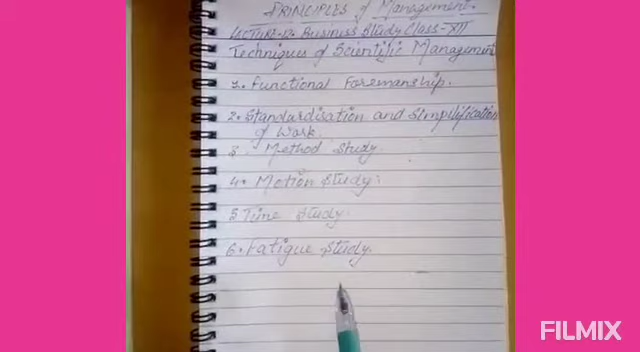 PRINCIPLES of Management.
LECTURE-12. Business Study Class-XII
Techniques of Scientific Management
1. Functional Foremanship.
2. Standardisation and Simplification
of Work.
3 Method Study.
4. Motion Study:
5 Time Study.
6. Fatigue Study.
FILMIX